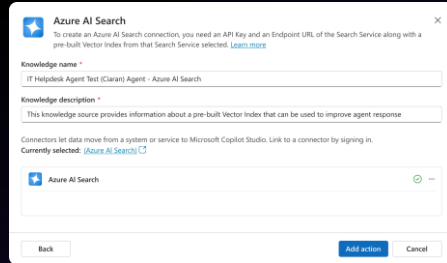 Azure AI Search
To create an Azure AI Search connection, you need an API Key and an Endpoint URL of the Search Service along with a
pre-built Vector Index from that Search Service selected. Learn more
Knowledge name *
IT Helpdesk Agent Test (Ciaran) Agent - Azure AI Search
Knowledge description *
This knowledge source provides information about a pre-built Vector Index that can be used to improve agent response
Connectors let data move from a system or service to Microsoft Copilot Studio. Link to a connector by signing in.
Currently selected: (Azure AI Search)
Azure AI Search
Back
Add action
Cancel